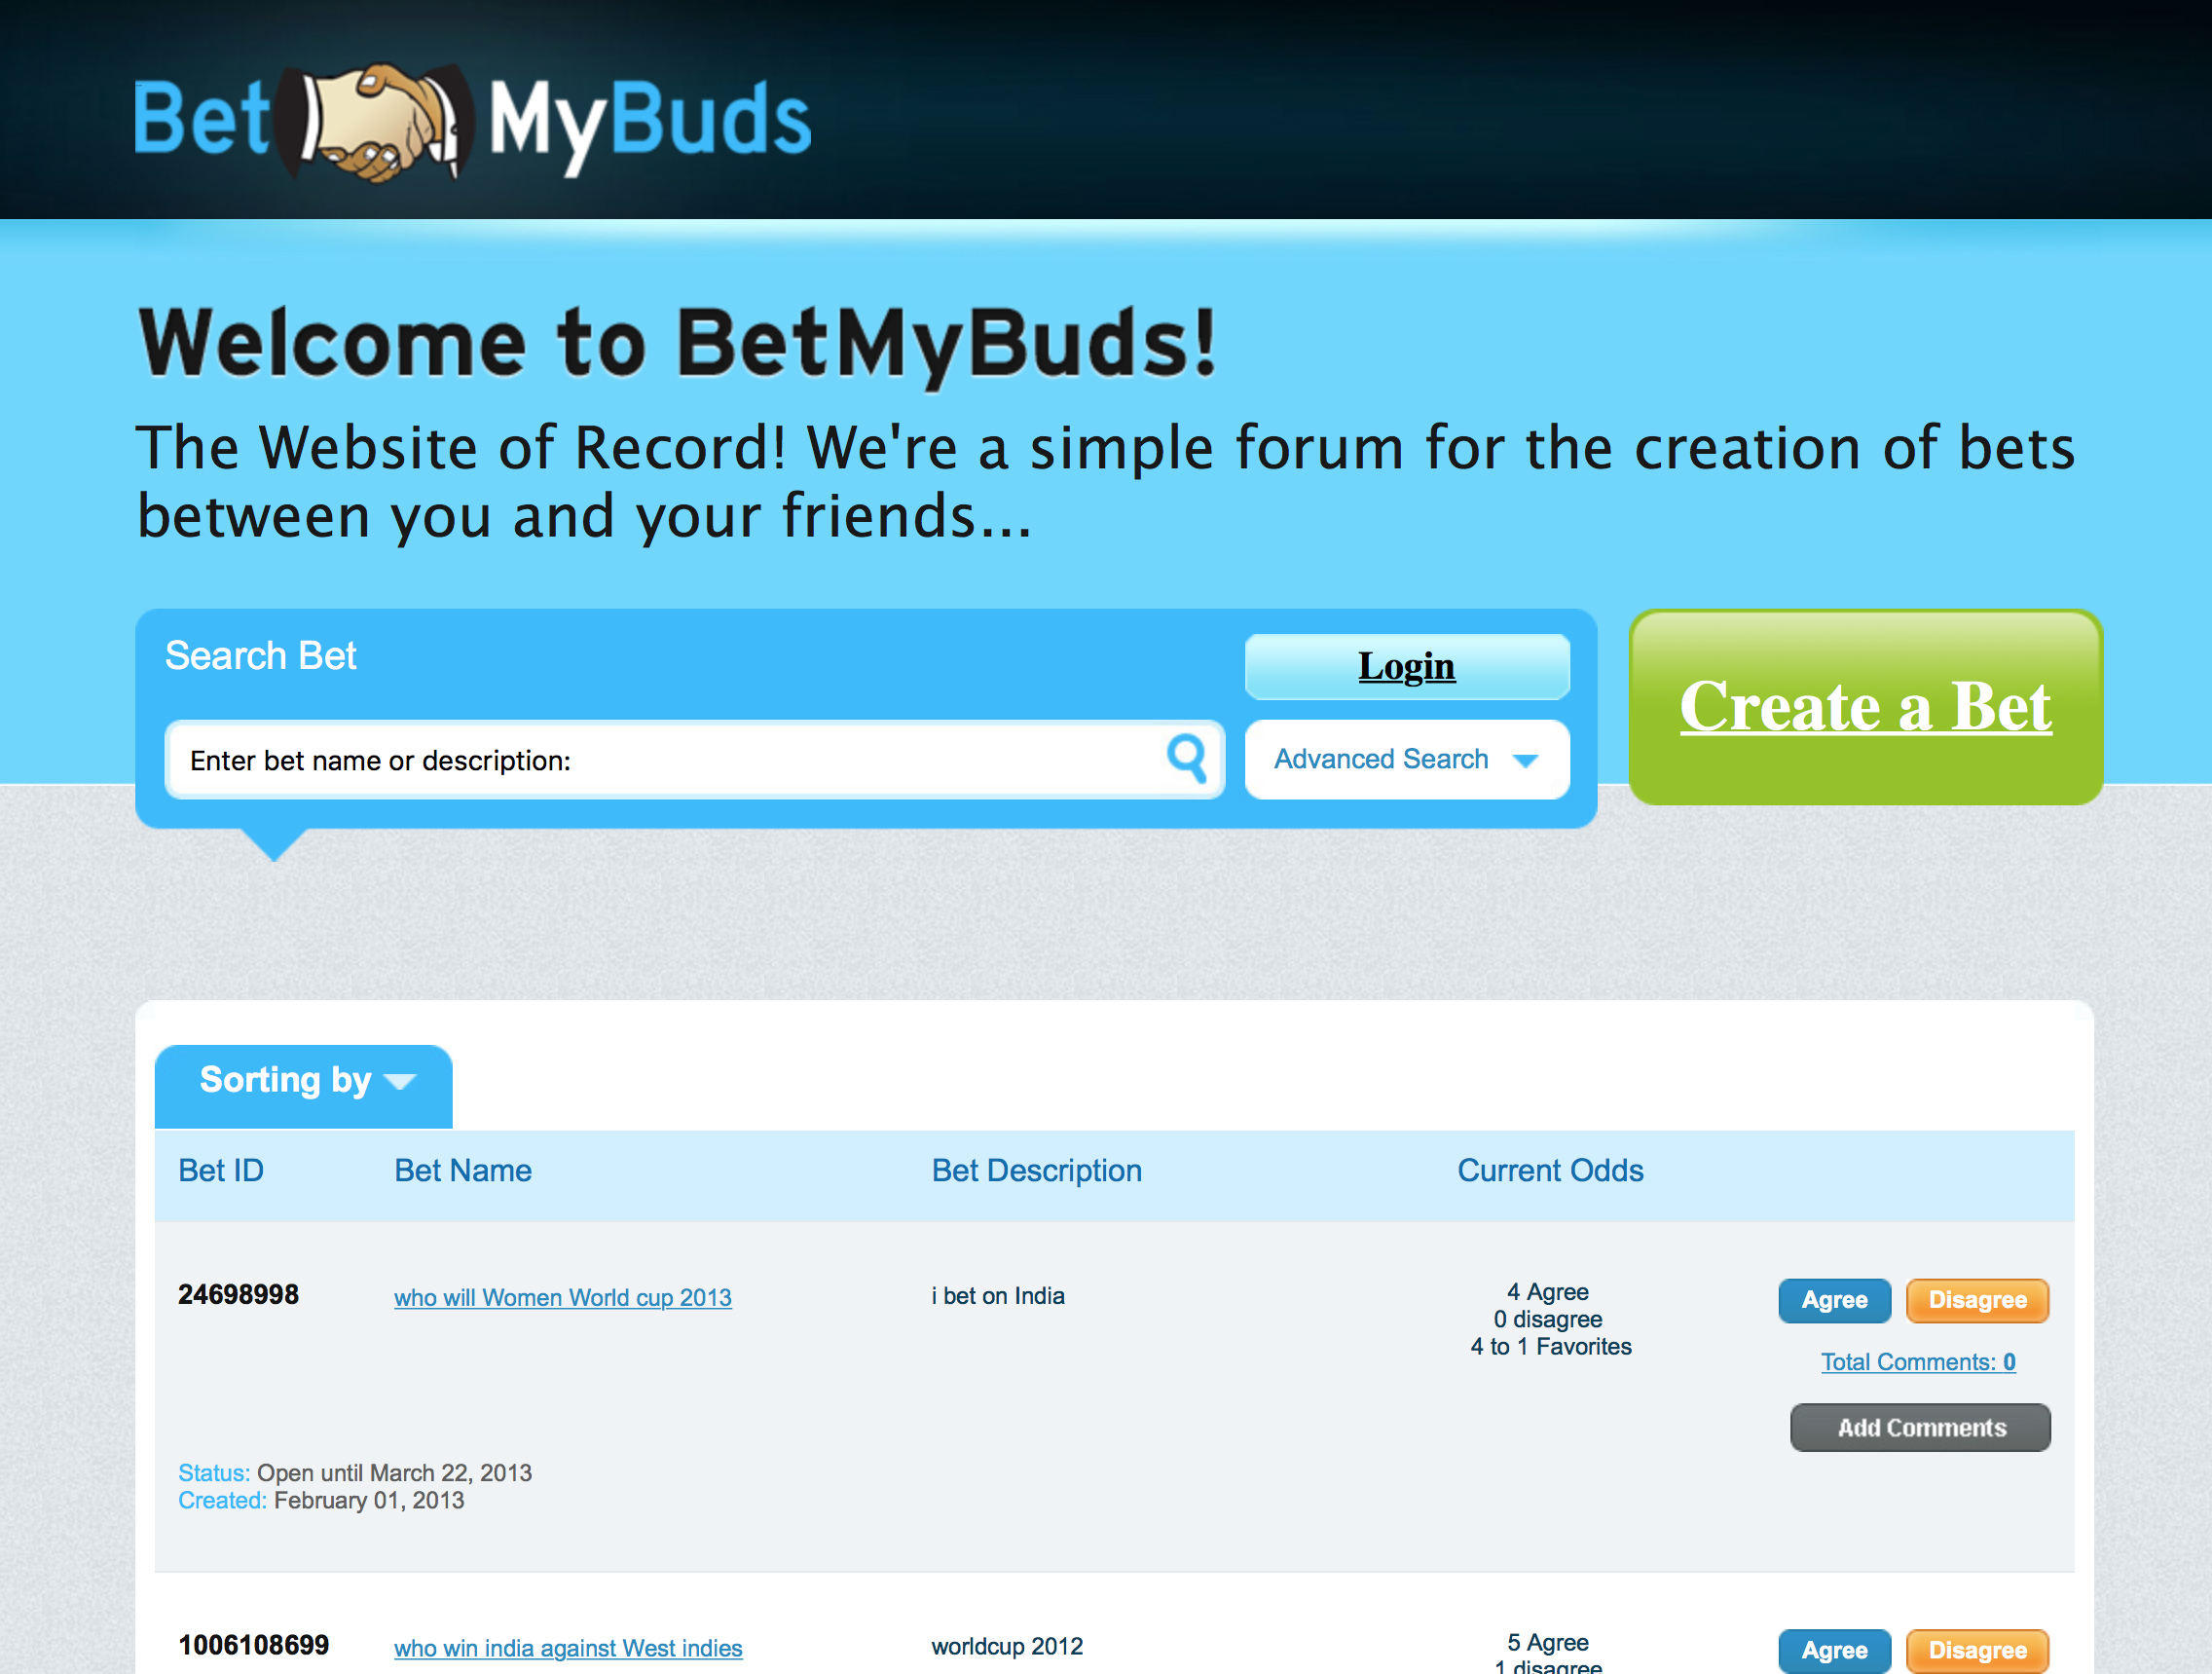 Bet MyBuds
Welcome to BetMyBuds!
The Website of Record! We're a simple forum for the creation of bets
between you and your friends...
Search Bet
Login
Create a Bet
Enter bet name or description:
Advanced Search
Sorting by
Bet ID Bet Name Bet Description Current Odds
24698998 who will Women World cup 2013 i bet on India 4 Agree Agree Disagree
0 disagree
4 to 1 Favorites
Total Comments: 0
Add Comments
Status: Open until March 22, 2013
Created: February 01, 2013
1006108699 who win india against West indies worldcup 2012 5 Agree Agree Disagree
1 disagree